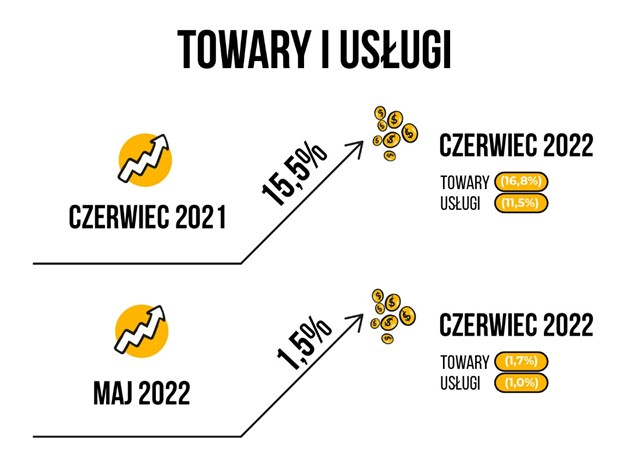 TOWARY I USŁUGI
15,5%
CZERWIEC 2021
CZERWIEC 2022
TOWARY (16,8%)
USŁUGI (11,5%)
1,5%
MAJ 2022
CZERWIEC 2022
TOWARY (1,7%)
USŁUGI (1,0%)